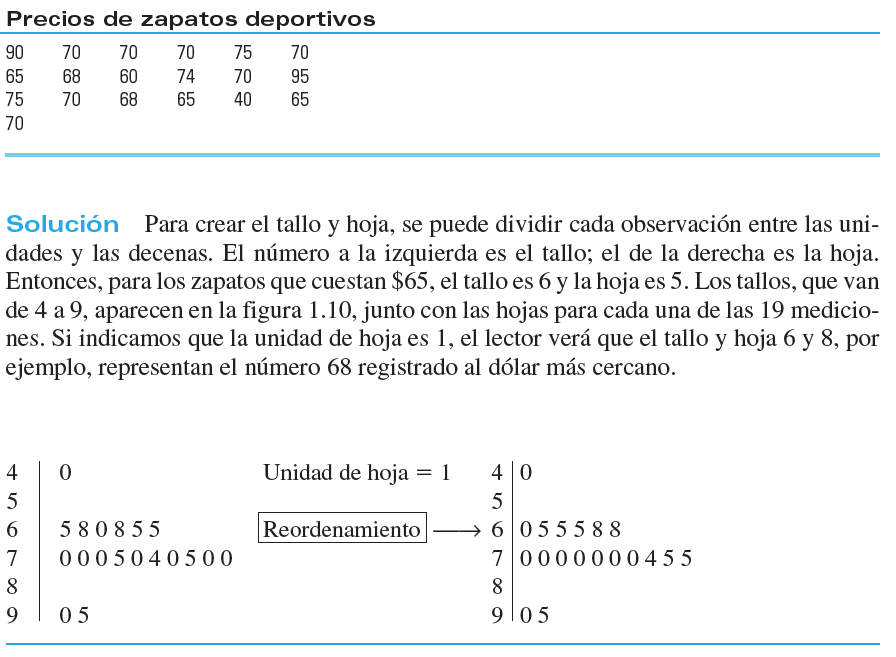 Precios de zapatos deportivos
90 70 70 70 75 70
65 68 60 74 70 95
75 70 68 65 40 65
70
Solución Para crear el tallo y hoja, se puede dividir cada observación entre las uni-
dades y las decenas. El número a la izquierda es el tallo; el de la derecha es la hoja.
Entonces, para los zapatos que cuestan $65, el tallo es 6 y la hoja es 5. Los tallos, que van
de 4 a 9, aparecen en la figura 1.10, junto con las hojas para cada una de las 19 medicio-
nes. Si indicamos que la unidad de hoja es 1, el lector verá que el tallo y hoja 6 y 8, por
ejemplo, representan el número 68 registrado al dólar más cercano.
4 | 0 Unidad de hoja = 1 4 | 0
5 | 5 |
6 | 5 8 0 8 5 5 Reordenamiento ⟶ 6 | 0 5 5 5 8 8
7 | 0 0 0 5 0 4 0 5 0 0 7 | 0 0 0 0 0 0 0 4 5 5
8 | 8 |
9 | 0 5 9 | 0 5